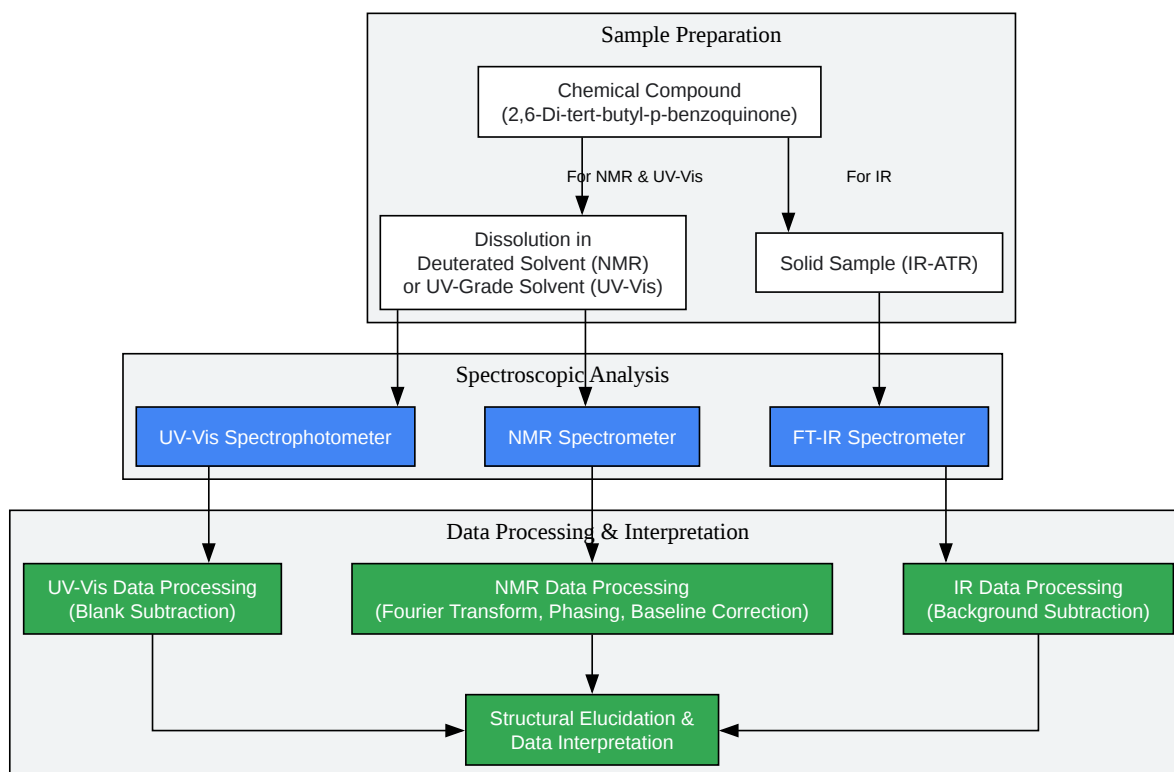 Sample Preparation
Chemical Compound
(2,6-Di-tert-butyl-p-benzoquinone)
For NMR & UV-Vis
For IR
Dissolution in
Deuterated Solvent (NMR)
or UV-Grade Solvent (UV-Vis)
Solid Sample (IR-ATR)
Spectroscopic Analysis
UV-Vis Spectrophotometer
NMR Spectrometer
FT-IR Spectrometer
Data Processing & Interpretation
UV-Vis Data Processing
(Blank Subtraction)
NMR Data Processing
(Fourier Transform, Phasing, Baseline Correction)
IR Data Processing
(Background Subtraction)
Structural Elucidation &
Data Interpretation